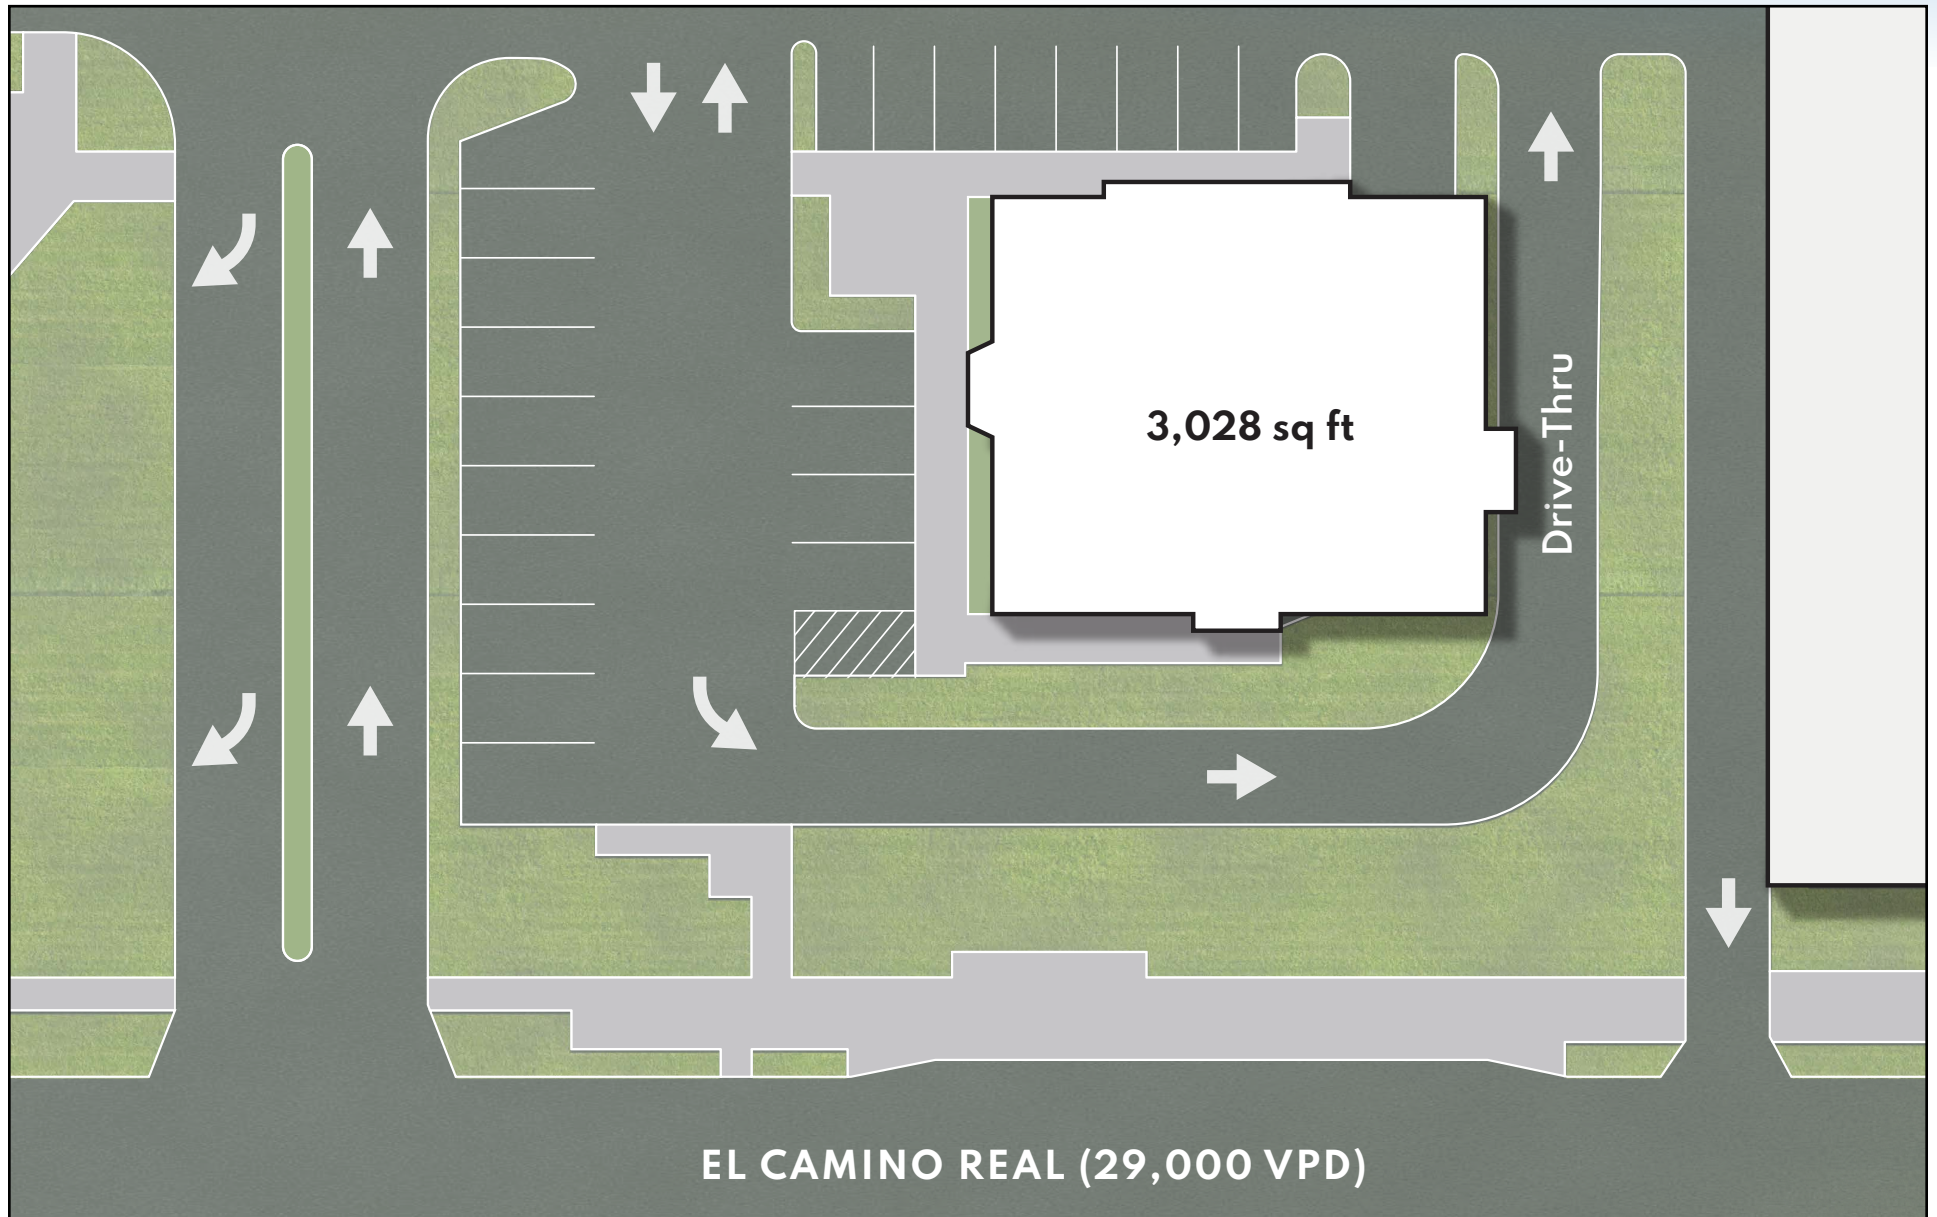 3,028 sq ft
Drive-Thru
EL CAMINO REAL (29,000 VPD)